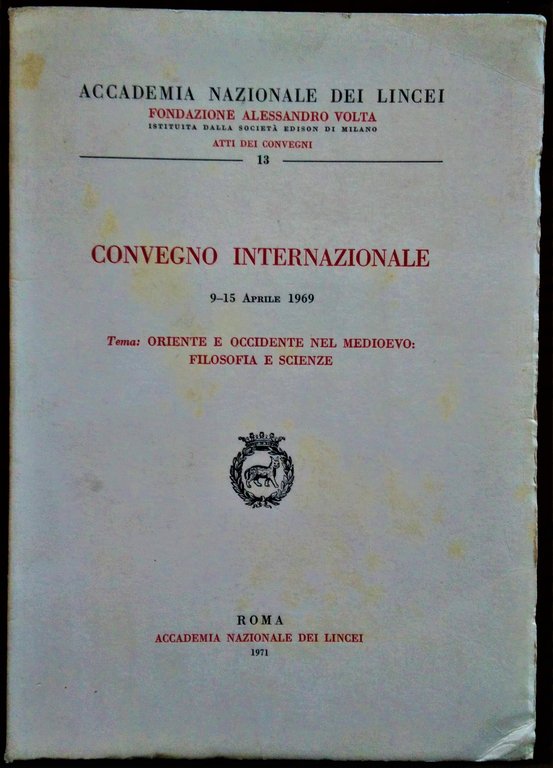 ACCADEMIA NAZIONALE DEI LINCEI
FONDAZIONE ALESSANDRO VOLTA
ISTITUITA DALLA SOCIETÀ EDISON DI MILANO
ATTI DEI CONVEGNI
13
CONVEGNO INTERNAZIONALE
9-15 APRILE 1969
Tema: ORIENTE E OCCIDENTE NEL MEDIOEVO:
FILOSOFIA E SCIENZE
ROMA
ACCADEMIA NAZIONALE DEI LINCEI
1971